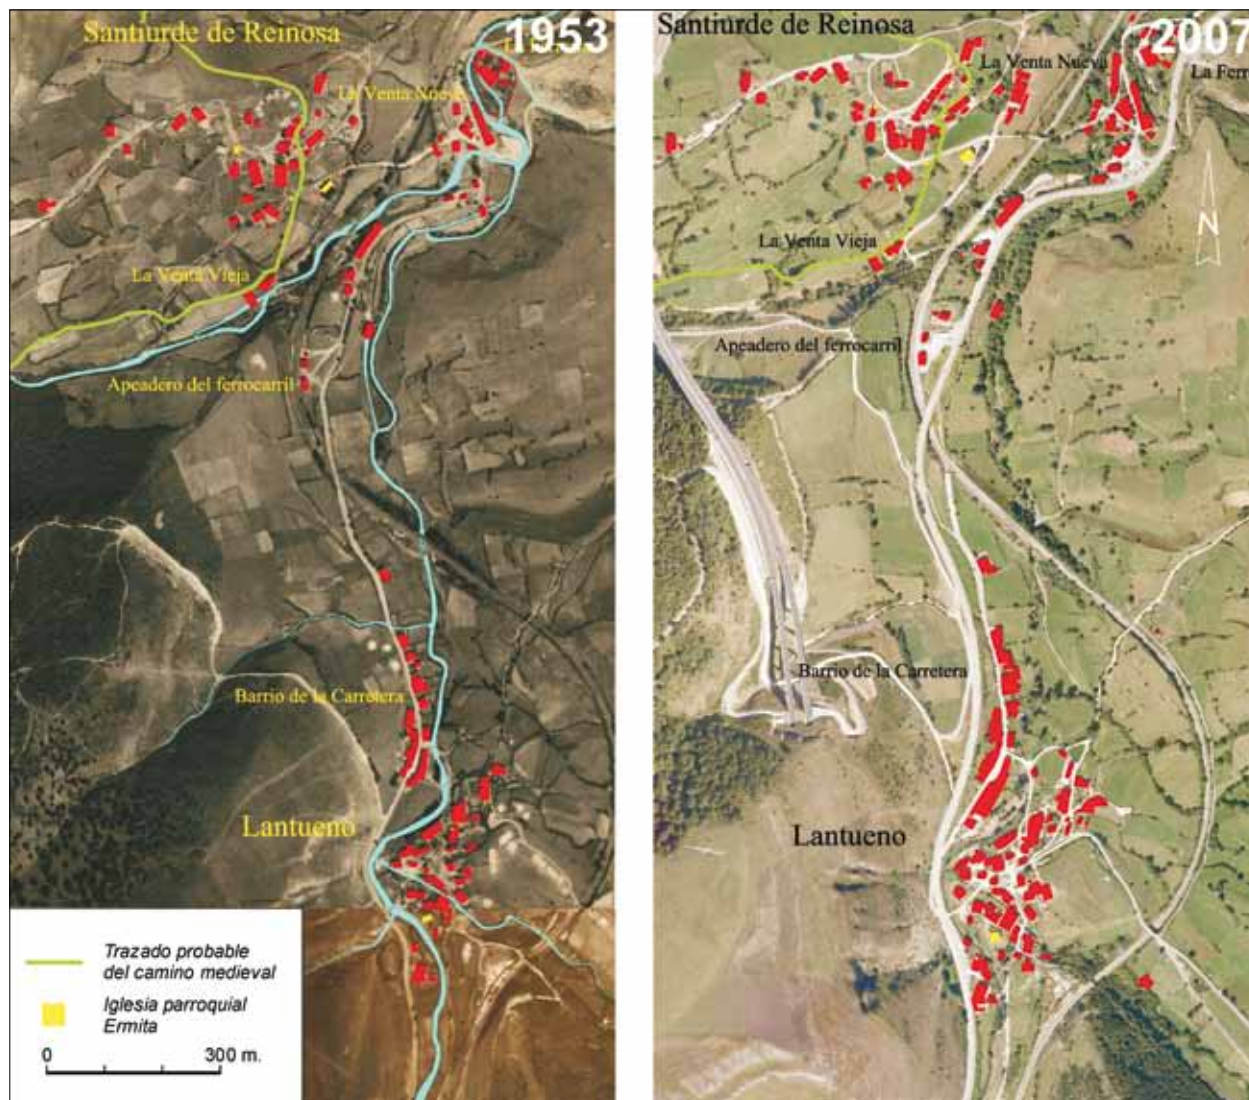 Santiurde de Reinosa
1953
La Venta Nueva
La Venta Vieja
Apeadero del ferrocarril
Barrio de la Carretera
Lantueno
Trazado probable
del camino medieval
Iglesia parroquial
Ermita
0 300 m.
Santiurde de Reinosa
2007
La Venta Nueva
La Ferr
La Venta Vieja
N
Apeadero del ferrocarril
Barrio de la Carretera
Lantueno